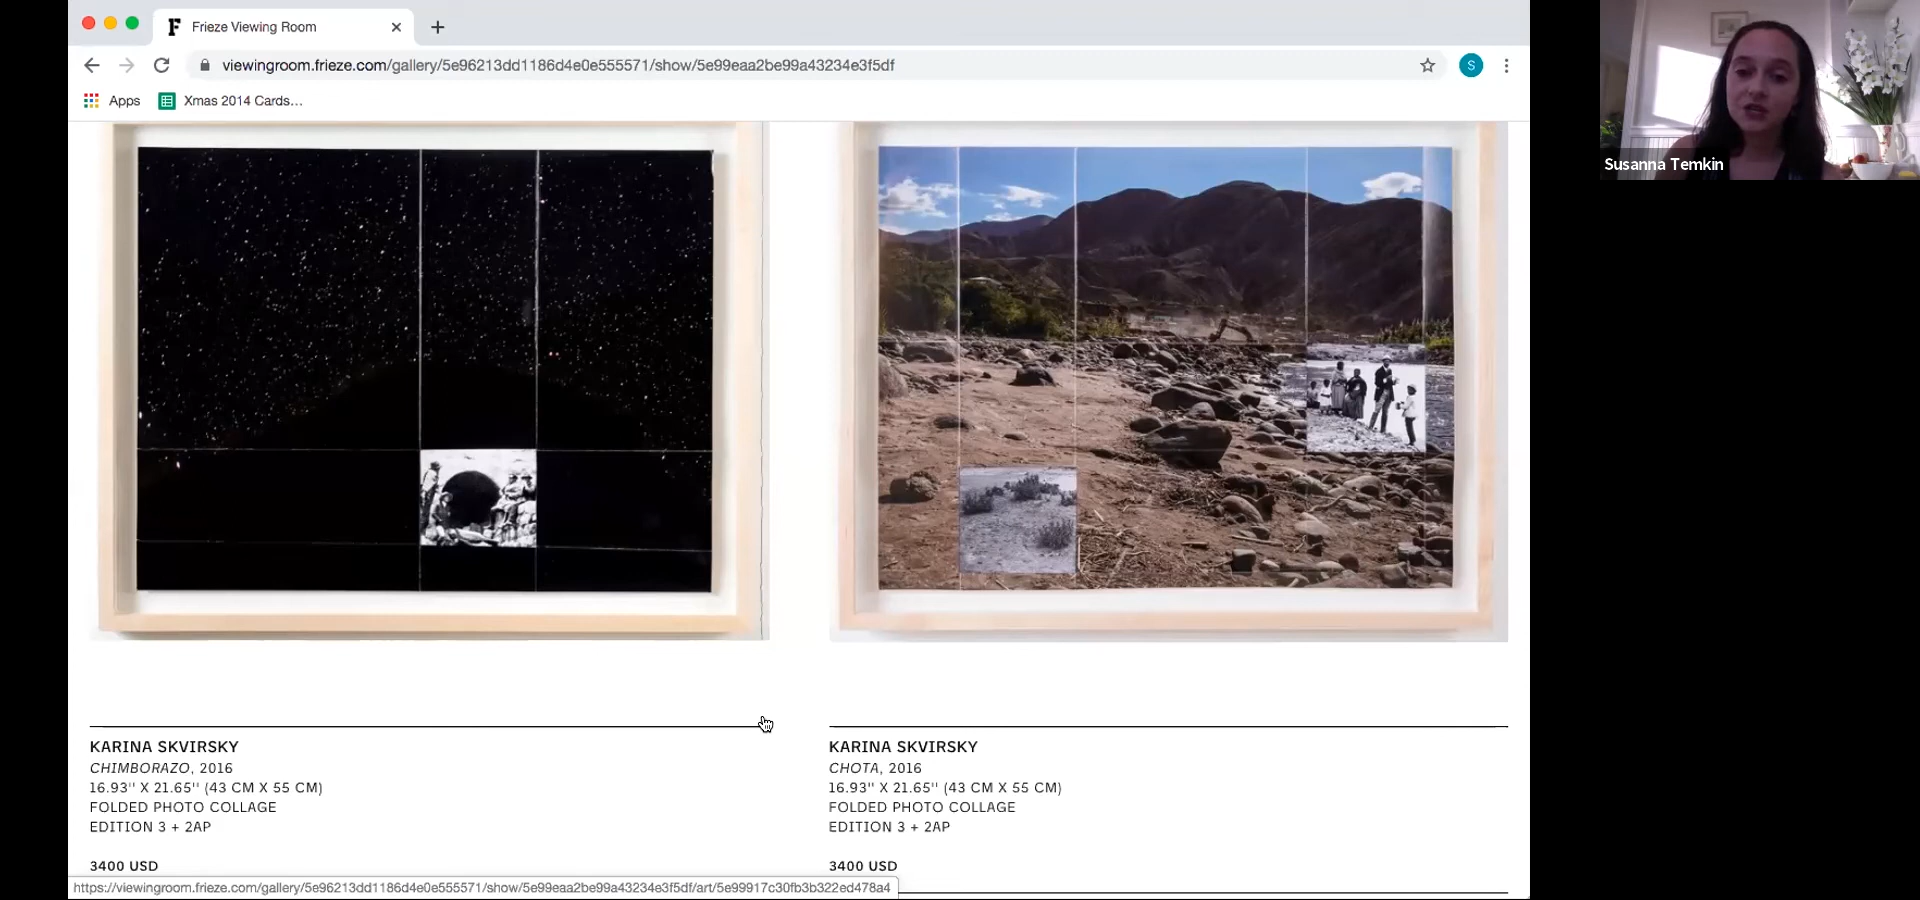 Frieze Viewing Room
viewingroom.frieze.com/gallery/5e96213dd1186d4e0e555571/show/5e99eaa2be99a43234e3f5df
S
Apps
Xmas 2014 Cards...
Susanna Temkin
KARINA SKVIRSKY
CHIMBORAZO, 2016
16.93'' X 21.65'' (43 CM X 55 CM)
FOLDED PHOTO COLLAGE
EDITION 3 + 2AP
3400 USD
KARINA SKVIRSKY
CHOTA, 2016
16.93'' X 21.65'' (43 CM X 55 CM)
FOLDED PHOTO COLLAGE
EDITION 3 + 2AP
3400 USD
https://viewingroom.frieze.com/gallery/5e96213dd1186d4e0e555571/show/5e99eaa2be99a43234e3f5df/art/5e99917c30fb3b322ed478a4